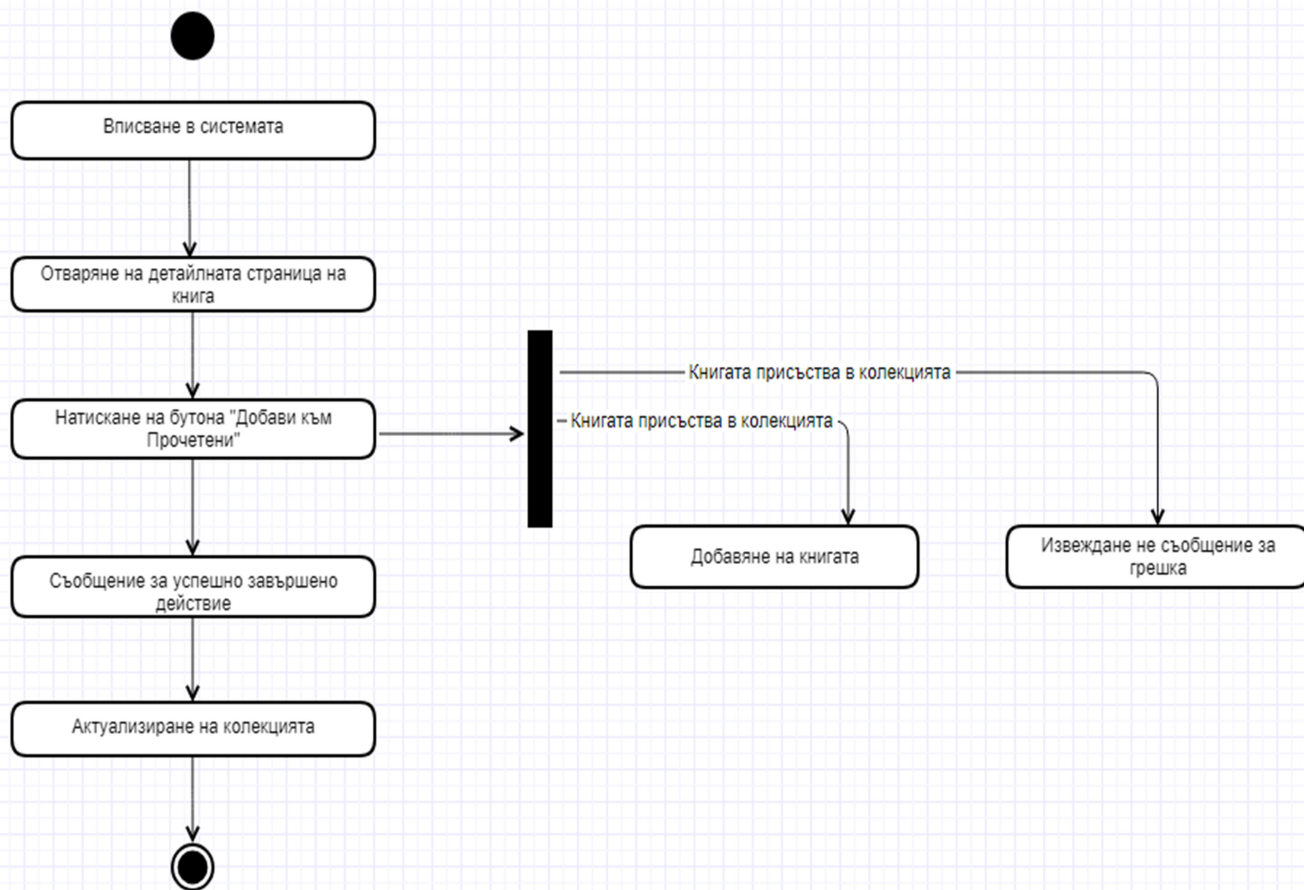 Вписване в системата
Отваряне на детайлната страница на
книга
Книгата присъства в колекцията
Натискане на бутона "Добави към
Прочетени"
Книгата присъства в колекцията
Добавяне на книгата
Извеждане не съобщение за
грешка
Съобщение за успешно завършено
действие
Актуализиране на колекцията